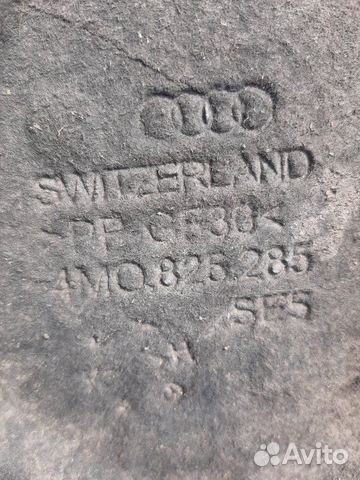 SWITZERLAND
>PP-GF30<
4M0.825.285
SE5
Avito